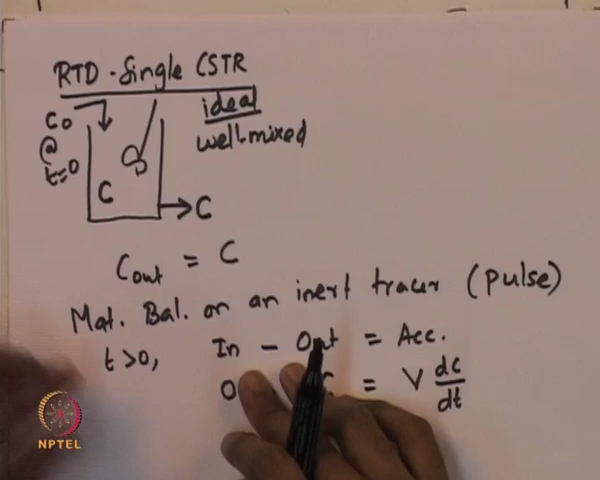 RTD - Single CSTR
C0 ideal
@ well-mixed
t=0
C
C
Cout = C
Mat. Bal. on an inert tracer (pulse)
t>0, In - Out = Acc.
0 = V dC/dt
NPTEL